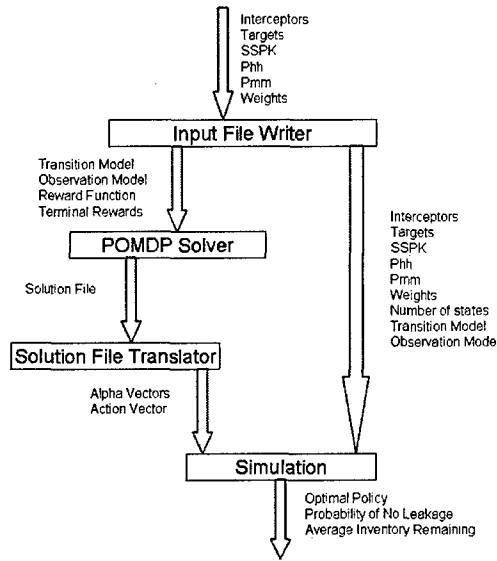 Interceptors
Targets
SSPK
Phh
Pmm
Weights
Input File Writer
Transition Model
Observation Model
Reward Function
Terminal Rewards
POMDP Solver
Solution File
Solution File Translator
Alpha Vectors
Action Vector
Interceptors
Targets
SSPK
Phh
Pmm
Weights
Number of states
Transition Model
Observation Mode
Simulation
Optimal Policy
Probability of No Leakage
Average Inventory Remaining